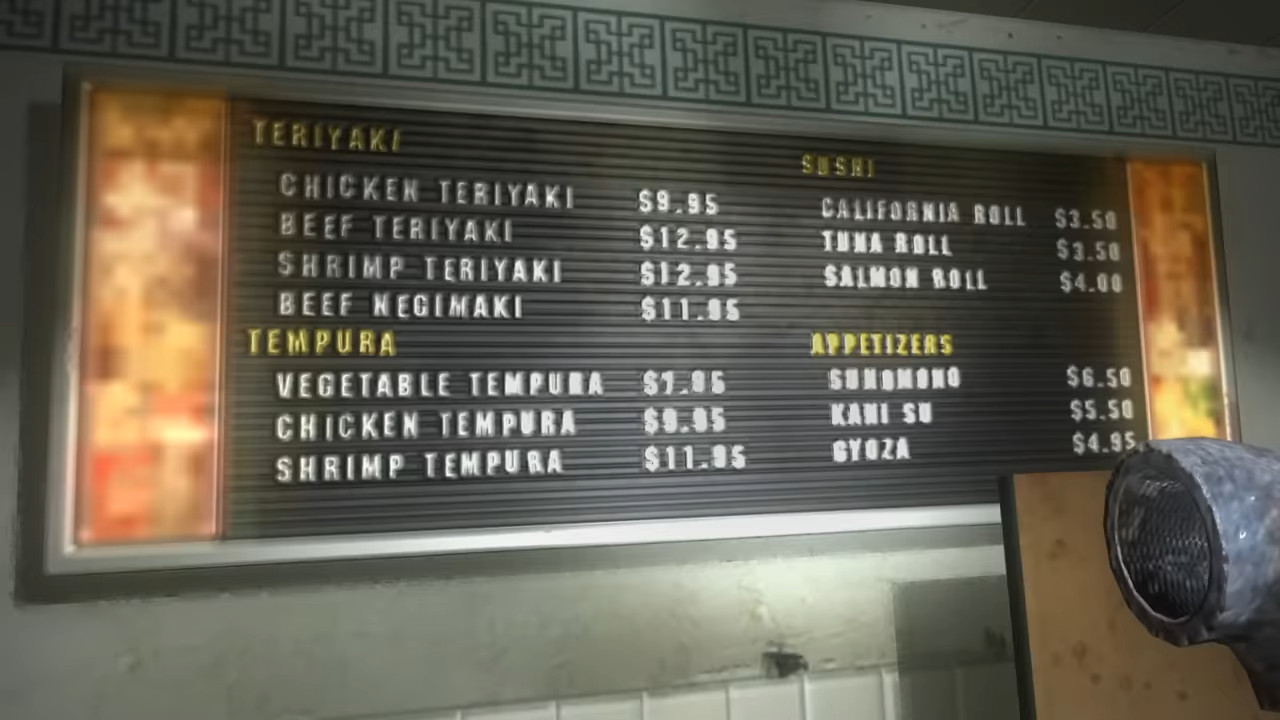 TERIYAKI
CHICKEN TERIYAKI $9.95
BEEF TERIYAKI $12.95
SHRIMP TERIYAKI $12.95
BEEF NEGIMAKI $11.95
TEMPURA
VEGETABLE TEMPURA $7.95
CHICKEN TEMPURA $9.95
SHRIMP TEMPURA $11.95
SUSHI
CALIFORNIA ROLL $3.50
TUNA ROLL $3.50
SALMON ROLL $4.00
APPETIZERS
SUNOMONO $6.50
KANI SU $5.50
GYOZA $4.95